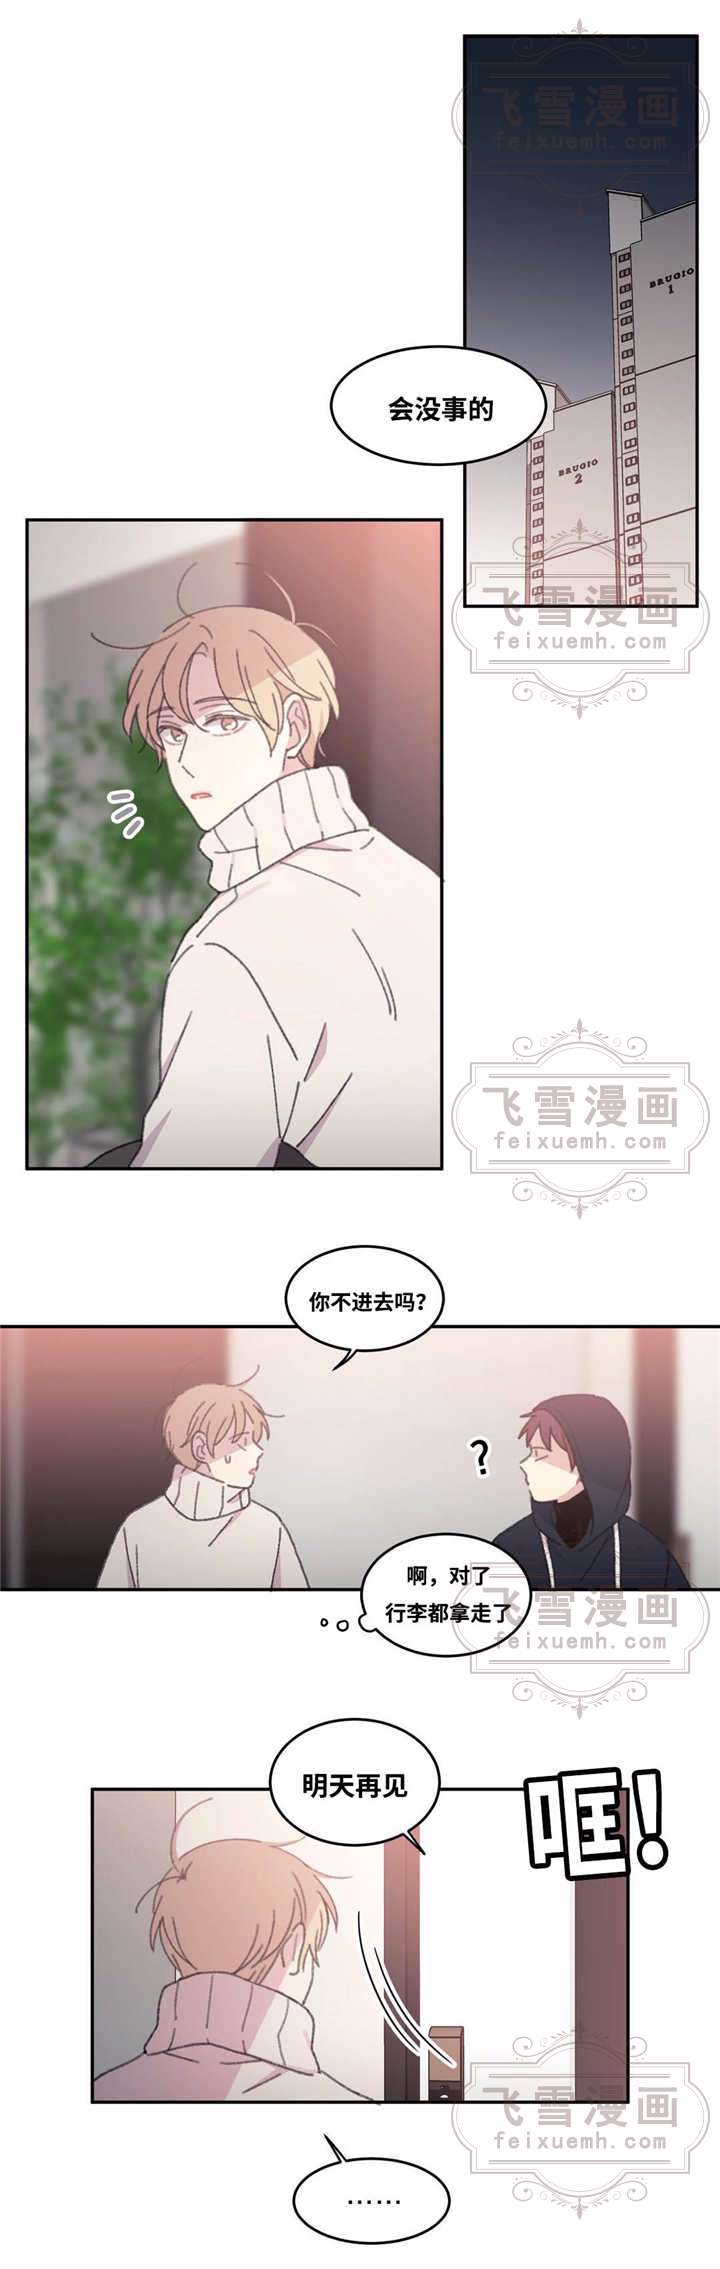 飞雪漫画
feixuemh.com
BRUGIO
1
会没事的
BRUGIO
2
飞雪漫画
feixuemh.com
飞雪漫画
feixuemh.com
你不进去吗？
?
啊，对了
行李都拿走了
飞雪漫画
feixuemh.com
明天再见
哐！
飞雪漫画
feixuemh.com
……